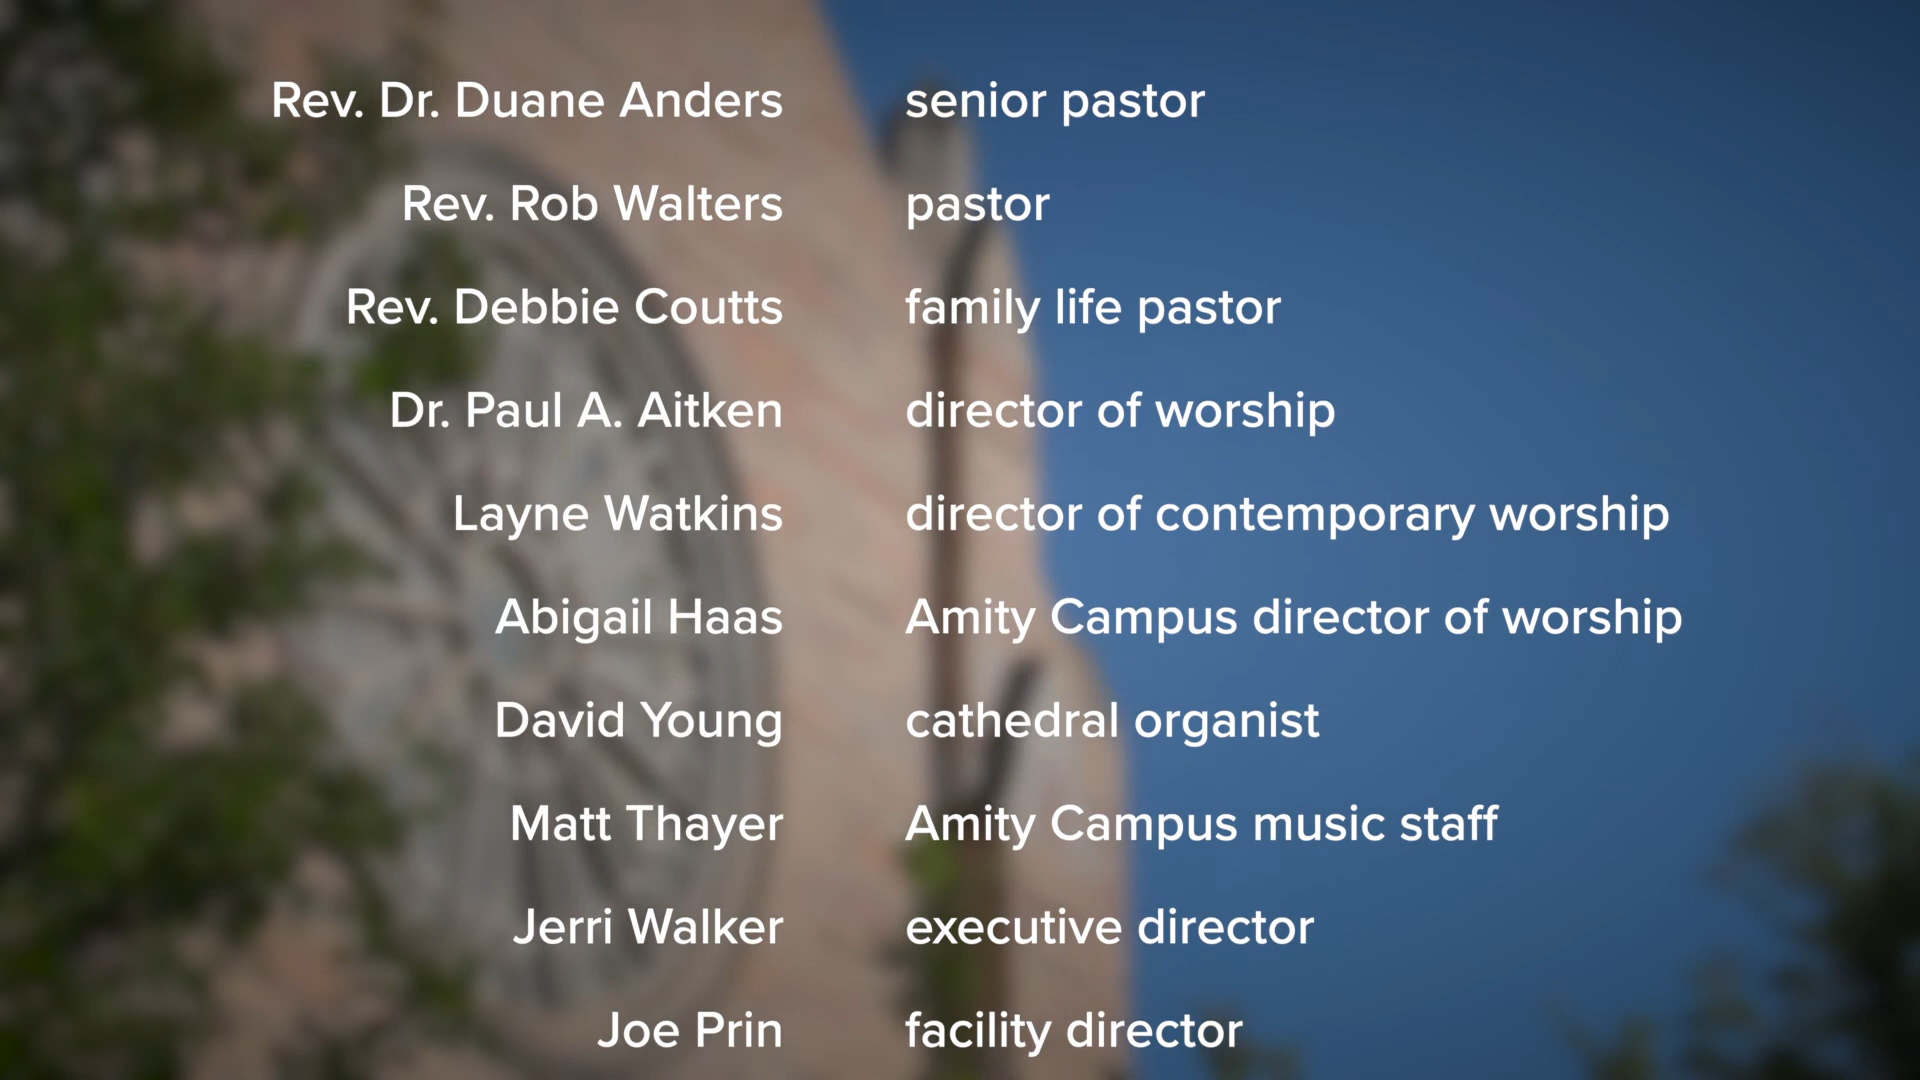 Rev. Dr. Duane Anders senior pastor
Rev. Rob Walters pastor
Rev. Debbie Coutts family life pastor
Dr. Paul A. Aitken director of worship
Layne Watkins director of contemporary worship
Abigail Haas Amity Campus director of worship
David Young cathedral organist
Matt Thayer Amity Campus music staff
Jerri Walker executive director
Joe Prin facility director